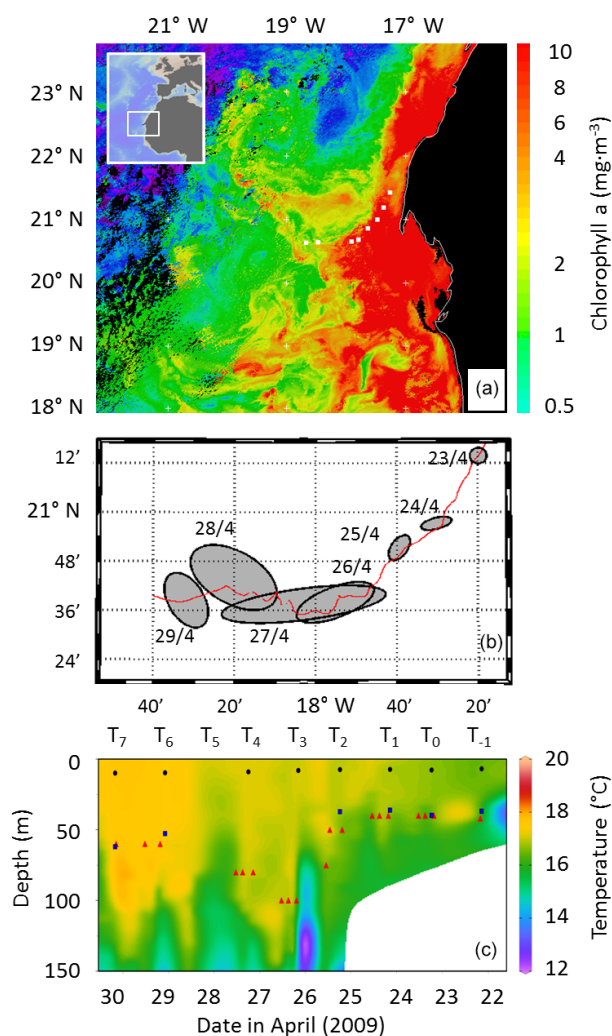 21° W 19° W 17° W
23° N
22° N
21° N
20° N
19° N
18° N
(a)
10
6
4
2
1
0.5
Chlorophyll a (mg·m⁻³)
12’
21° N
48’
36’
24’
23/4
24/4
25/4
26/4
28/4
27/4
29/4
(b)
40’ 20’ 18° W 40’ 20’
T₇ T₆ T₅ T₄ T₃ T₂ T₁ T₀ T₋₁
0
50
100
150
Depth (m)
(c)
20
18
16
14
12
Temperature (°C)
30 29 28 27 26 25 24 23 22
Date in April (2009)